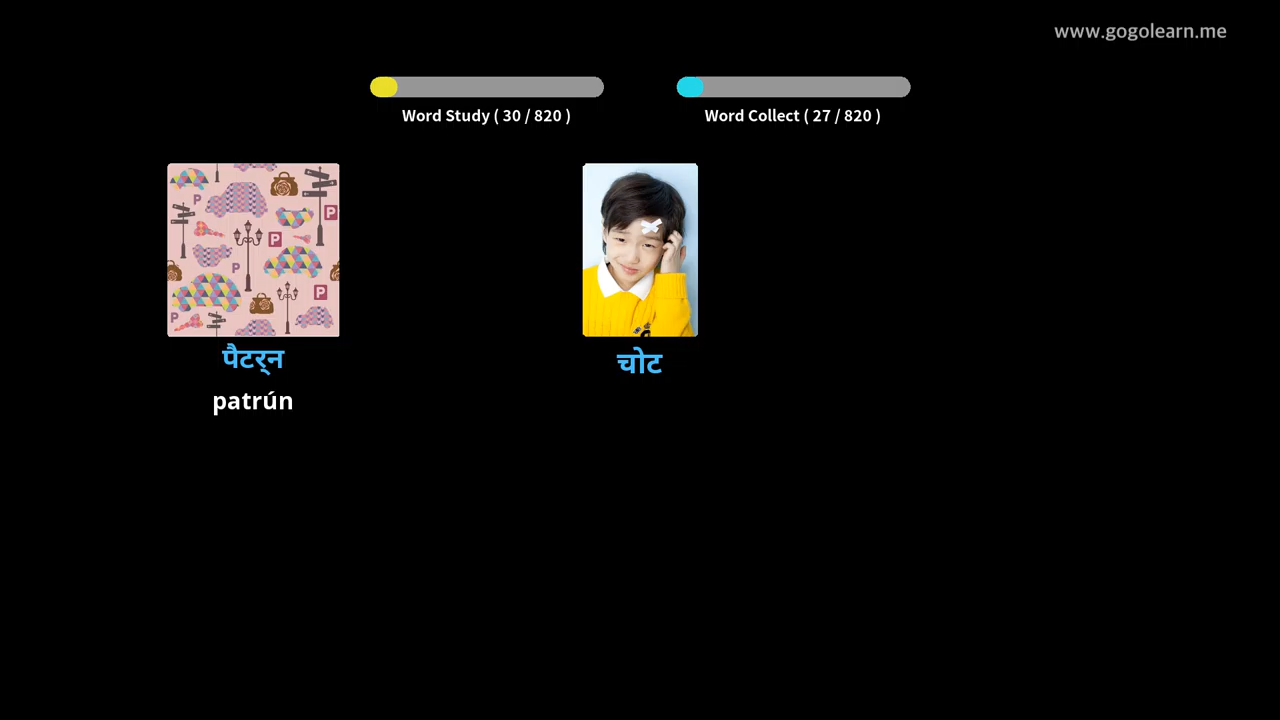 www.gogolearn.me
Word Study ( 30 / 820 )
Word Collect ( 27 / 820 )
P
P
P
P
P
P
पैटर्न
चोट
patrún